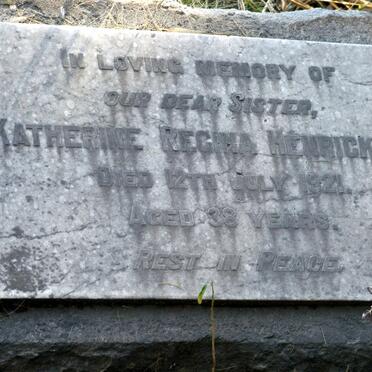 In Loving Memory of
Our Dear Sister,
Katherine Regina
Died 12th July 1921.
Aged 38 Years.
Rest in Peace.